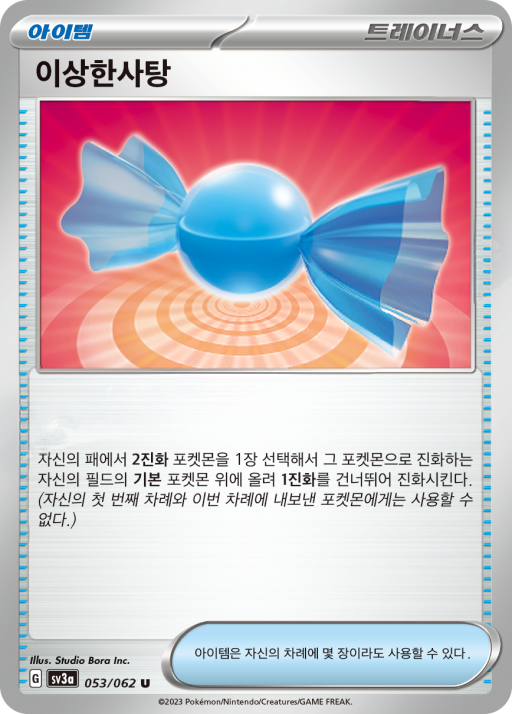 아이템
트레이너스
이상한사탕
자신의 패에서 2진화 포켓몬을 1장 선택해서 그 포켓몬으로 진화하는
자신의 필드의 기본 포켓몬 위에 올려 1진화를 건너뛰어 진화시킨다.
(자신의 첫 번째 차례와 이번 차례에 내보낸 포켓몬에게는 사용할 수
없다.)
아이템은 자신의 차례에 몇 장이라도 사용할 수 있다.
Illus. Studio Bora Inc.
G sv3a 053/062 U
©2023 Pokémon/Nintendo/Creatures/GAME FREAK.